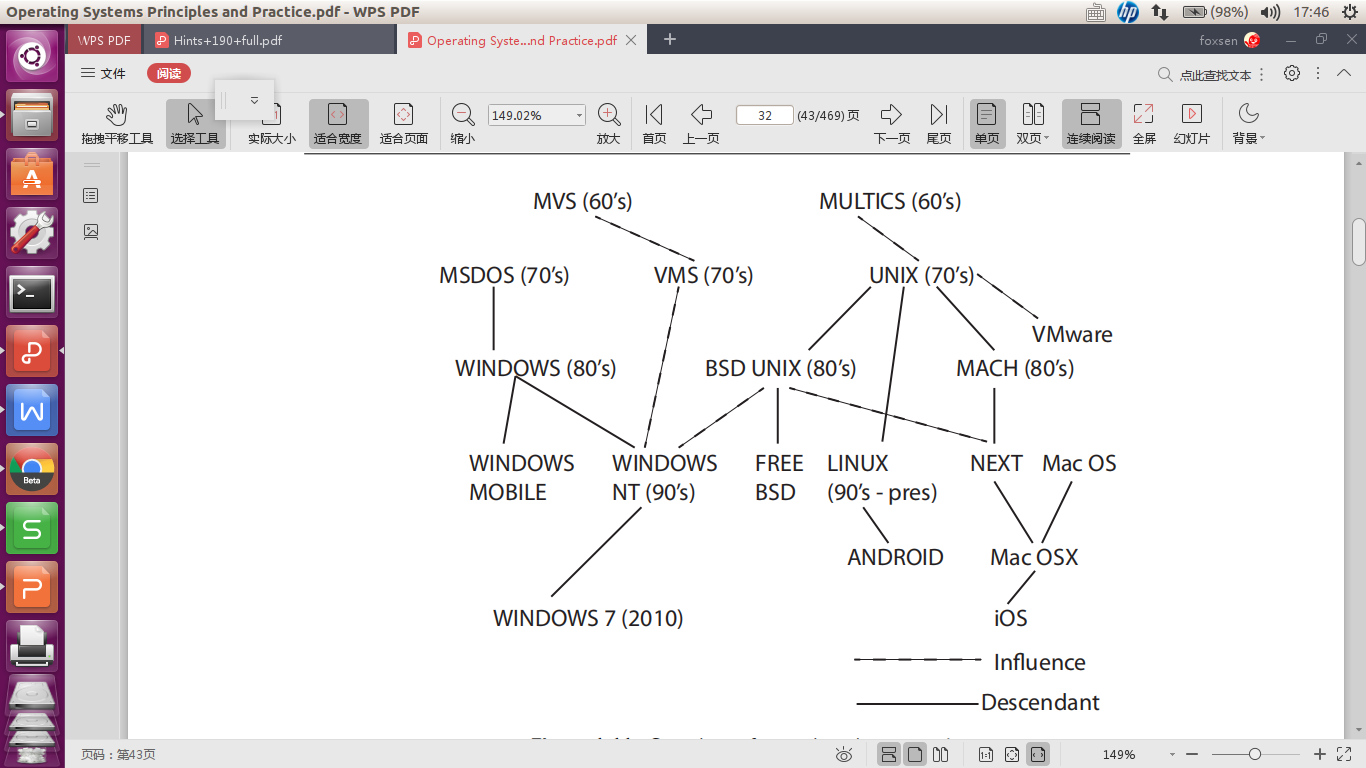 Operating Systems Principles and Practice.pdf - WPS PDF
(98%)
17:46
WPS PDF
Hints+190+full.pdf
Operating Syste...nd Practice.pdf
foxsen
文件
阅读
点此查找文本
拖拽平移工具
选择工具
实际大小
适合宽度
适合页面
缩小
149.02%
放大
首页
上一页
32
(43/469) 页
下一页
尾页
单页
双页
连续阅读
全屏
幻灯片
背景
MVS (60’s)
MULTICS (60’s)
MSDOS (70’s)
VMS (70’s)
UNIX (70’s)
VMware
WINDOWS (80’s)
BSD UNIX (80’s)
MACH (80’s)
WINDOWS
MOBILE
WINDOWS
NT (90’s)
FREE
BSD
LINUX
(90’s - pres)
NEXT
Mac OS
ANDROID
Mac OSX
WINDOWS 7 (2010)
iOS
Influence
Descendant
页码：第43页
1:1
149%
Beta